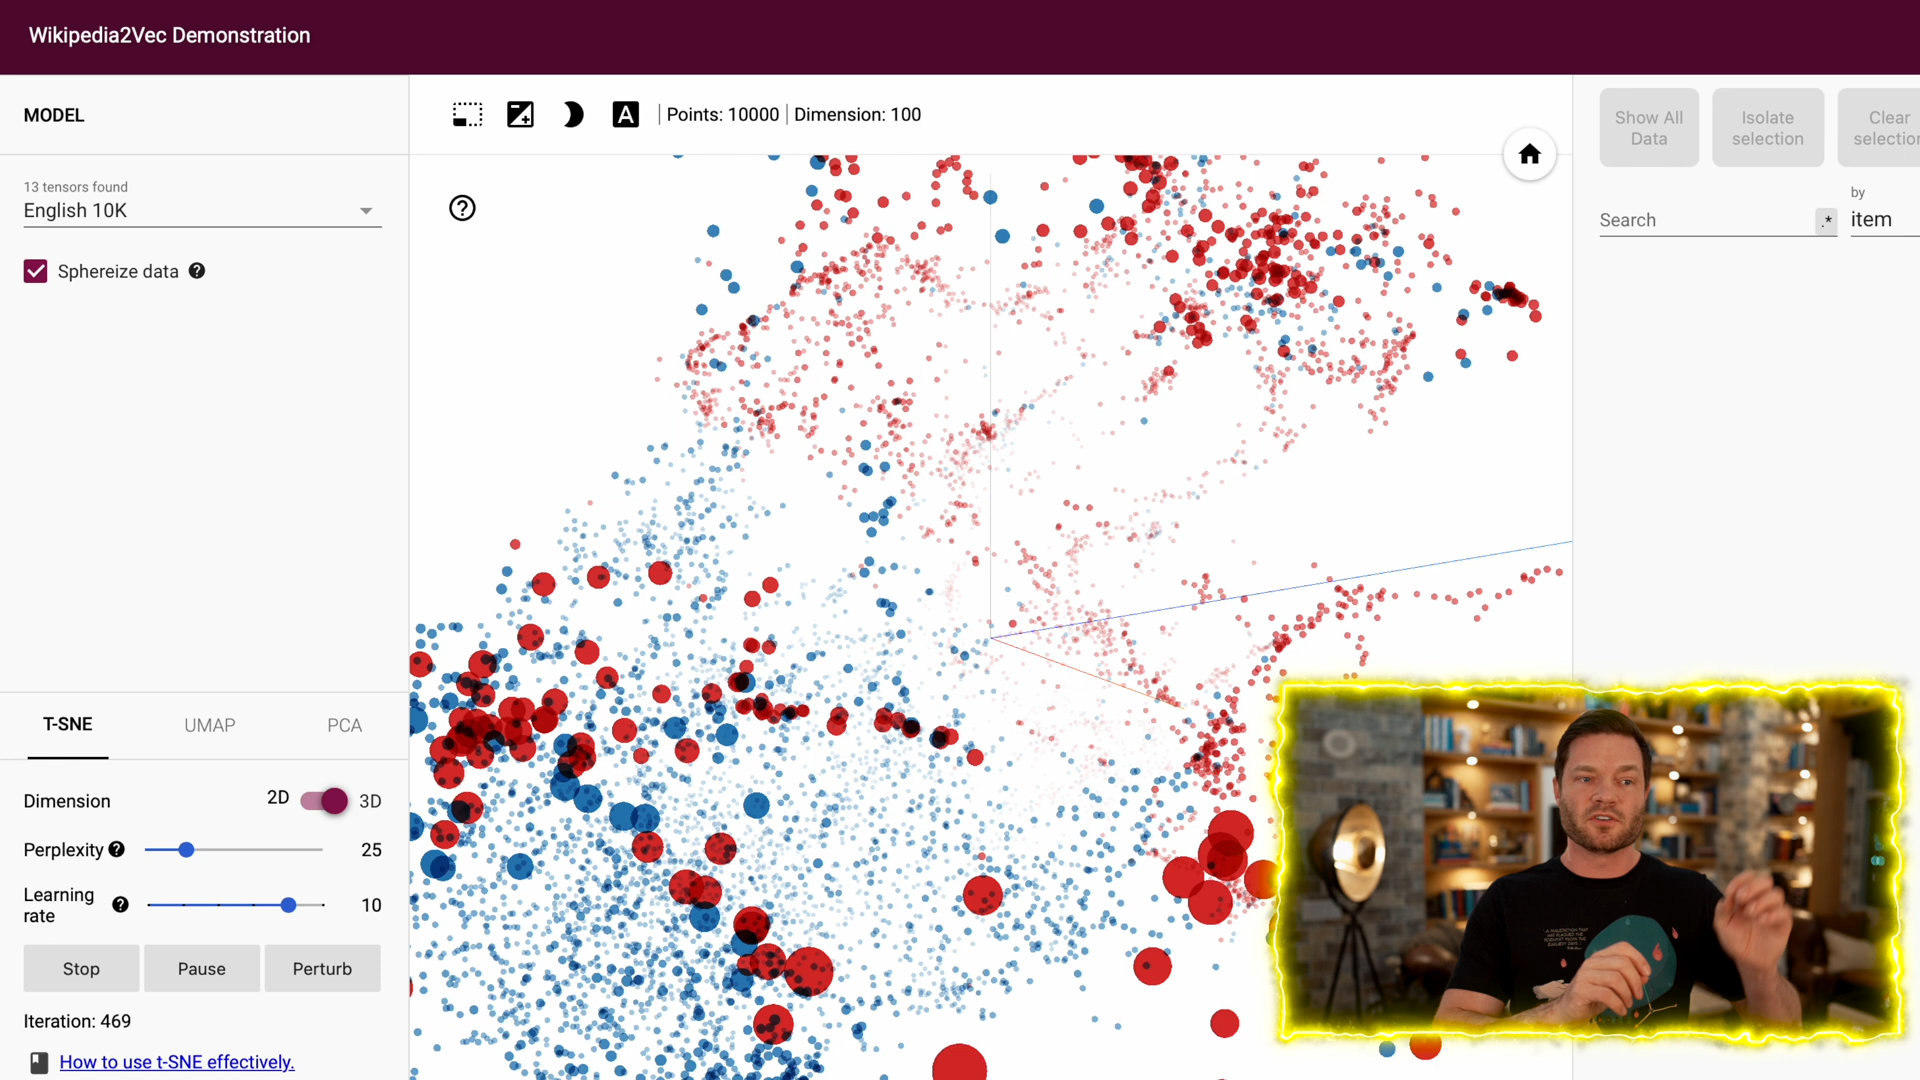 Wikipedia2Vec Demonstration
MODEL
A
Points: 10000
Dimension: 100
Show All
Data
Isolate
selection
Clear
selection
13 tensors found
English 10K
Search
.*
by
item
Sphereize data
T-SNE
UMAP
PCA
Dimension
2D
3D
Perplexity
25
Learning
rate
10
Stop
Pause
Perturb
Iteration: 469
How to use t-SNE effectively.